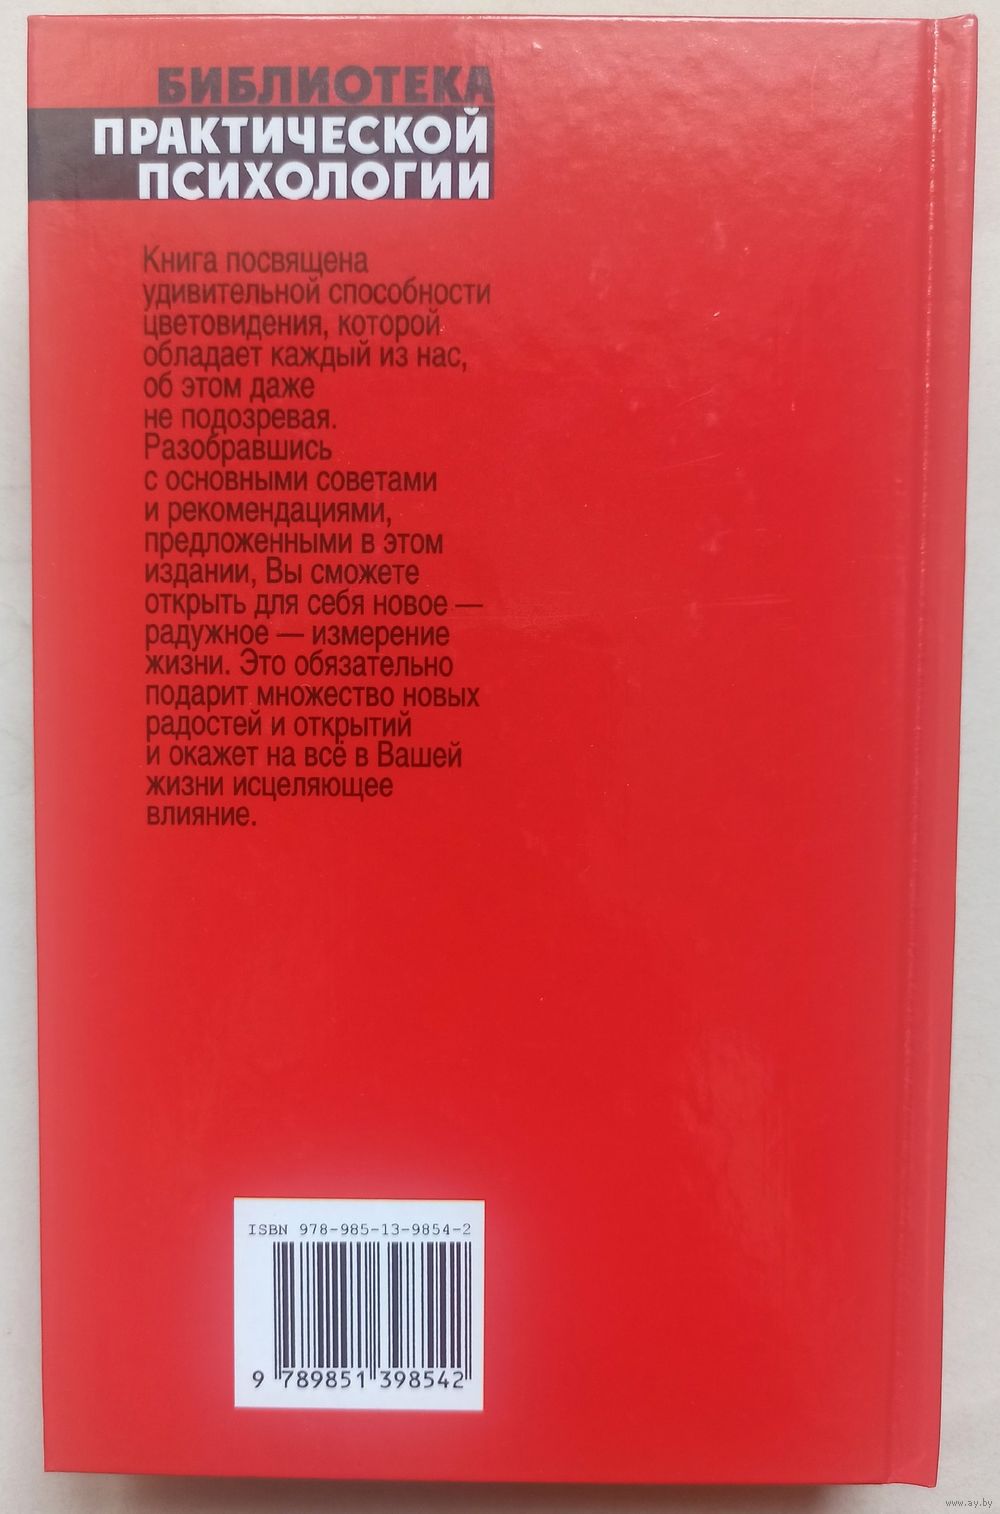 БИБЛИОТЕКА
ПРАКТИЧЕСКОЙ
ПСИХОЛОГИИ
Книга посвящена
удивительной способности
цветовидения, которой
обладает каждый из нас,
об этом даже
не подозревая.
Разобравшись
с основными советами
и рекомендациями,
предложенными в этом
издании, Вы сможете
открыть для себя новое —
радужное — измерение
жизни. Это обязательно
подарит множество новых
радостей и открытий
и окажет на всё в Вашей
жизни исцеляющее
влияние.
ISBN 978-985-13-9854-2
9 789851 398542
www.ay.by